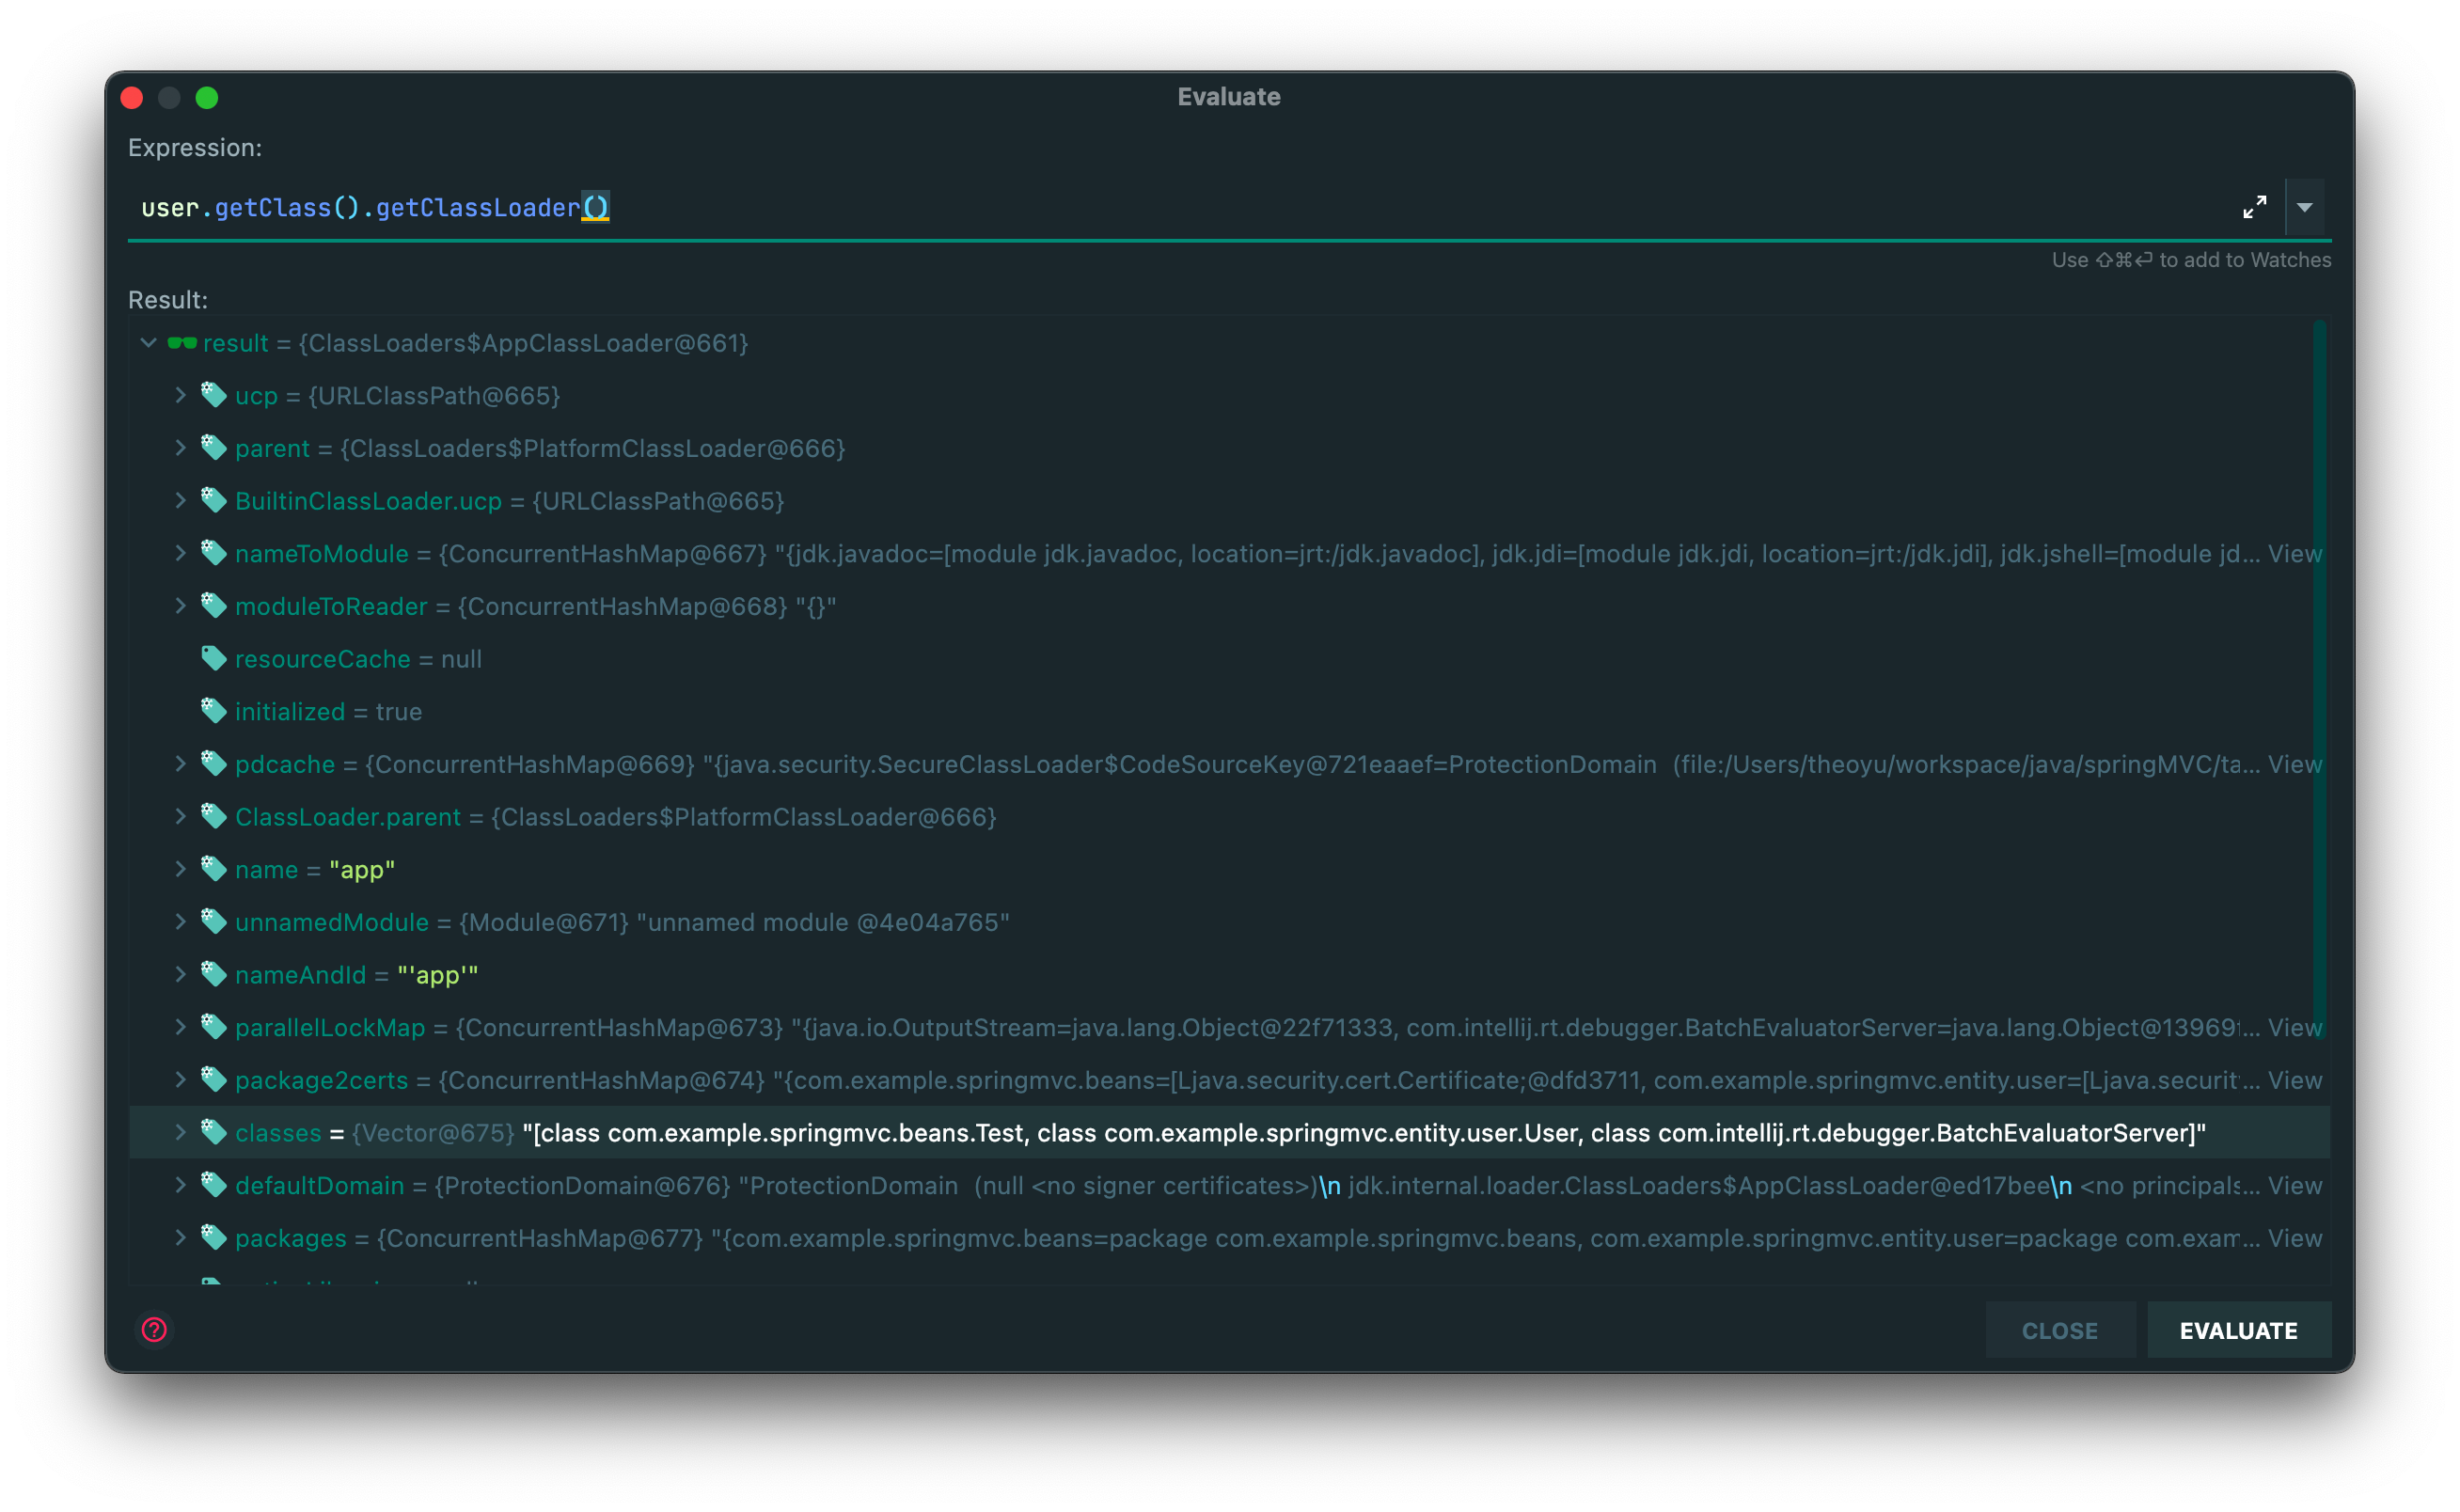 Evaluate
Expression:
user.getClass().getClassLoader()
Use ⇧⌘⏎ to add to Watches
Result:
result = {ClassLoaders$AppClassLoader@661}
ucp = {URLClassPath@665}
parent = {ClassLoaders$PlatformClassLoader@666}
BuiltinClassLoader.ucp = {URLClassPath@665}
nameToModule = {ConcurrentHashMap@667} "{jdk.javadoc=[module jdk.javadoc, location=jrt:/jdk.javadoc], jdk.jdi=[module jdk.jdi, location=jrt:/jdk.jdi], jdk.jshell=[module jd... View
moduleToReader = {ConcurrentHashMap@668} "{}"
resourceCache = null
initialized = true
pdcache = {ConcurrentHashMap@669} "{java.security.SecureClassLoader$CodeSourceKey@721eaaef=ProtectionDomain  (file:/Users/theoyu/workspace/java/springMVC/ta... View
ClassLoader.parent = {ClassLoaders$PlatformClassLoader@666}
name = "app"
unnamedModule = {Module@671} "unnamed module @4e04a765"
nameAndId = "'app'"
parallelLockMap = {ConcurrentHashMap@673} "{java.io.OutputStream=java.lang.Object@22f71333, com.intellij.rt.debugger.BatchEvaluatorServer=java.lang.Object@13969... View
package2certs = {ConcurrentHashMap@674} "{com.example.springmvc.beans=[Ljava.security.cert.Certificate;@dfd3711, com.example.springmvc.entity.user=[Ljava.securit... View
classes = {Vector@675} "[class com.example.springmvc.beans.Test, class com.example.springmvc.entity.user.User, class com.intellij.rt.debugger.BatchEvaluatorServer]"
defaultDomain = {ProtectionDomain@676} "ProtectionDomain  (null <no signer certificates>)\n jdk.internal.loader.ClassLoaders$AppClassLoader@ed17bee\n <no principals... View
packages = {ConcurrentHashMap@677} "{com.example.springmvc.beans=package com.example.springmvc.beans, com.example.springmvc.entity.user=package com.exam... View
CLOSE
EVALUATE